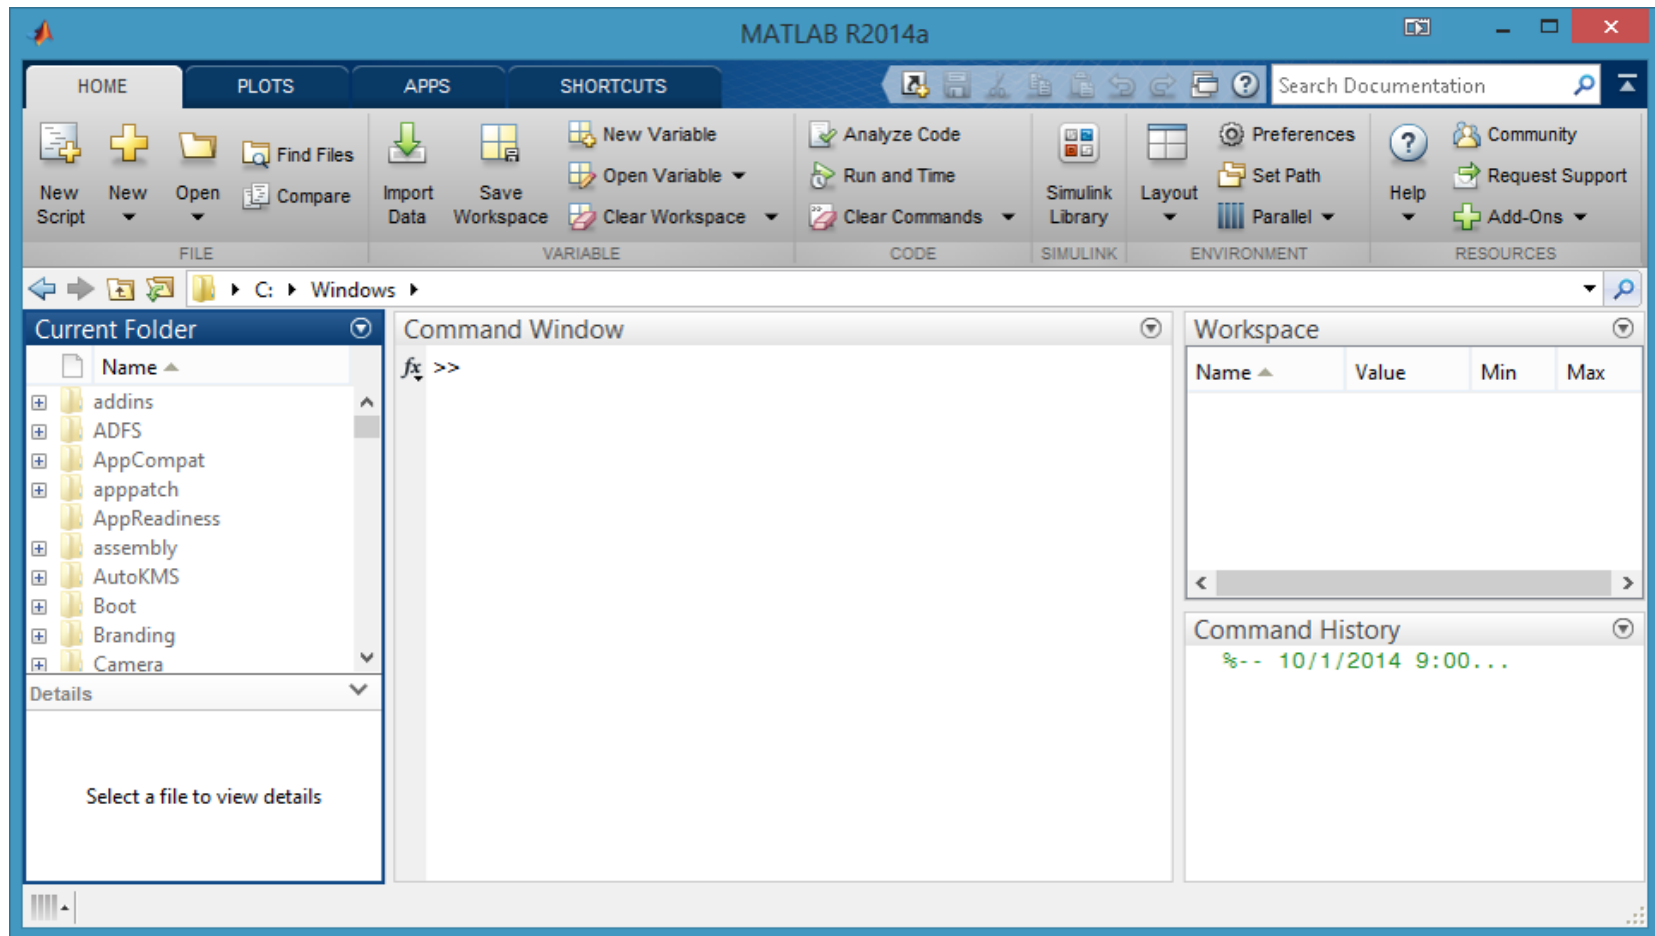 MATLAB R2014a
HOME PLOTS APPS SHORTCUTS Search Documentation
New Script
New
Open
Find Files
Compare
FILE
Import Data
Save Workspace
New Variable
Open Variable
Clear Workspace
VARIABLE
Analyze Code
Run and Time
Clear Commands
CODE
Simulink Library
SIMULINK
Layout
Preferences
Set Path
Parallel
ENVIRONMENT
Help
Community
Request Support
Add-Ons
RESOURCES
C: Windows
Current Folder
Name
addins
ADFS
AppCompat
apppatch
AppReadiness
assembly
AutoKMS
Boot
Branding
Camera
Details
Select a file to view details
Command Window
fx >>
Workspace
Name Value Min Max
Command History
%-- 10/1/2014 9:00...